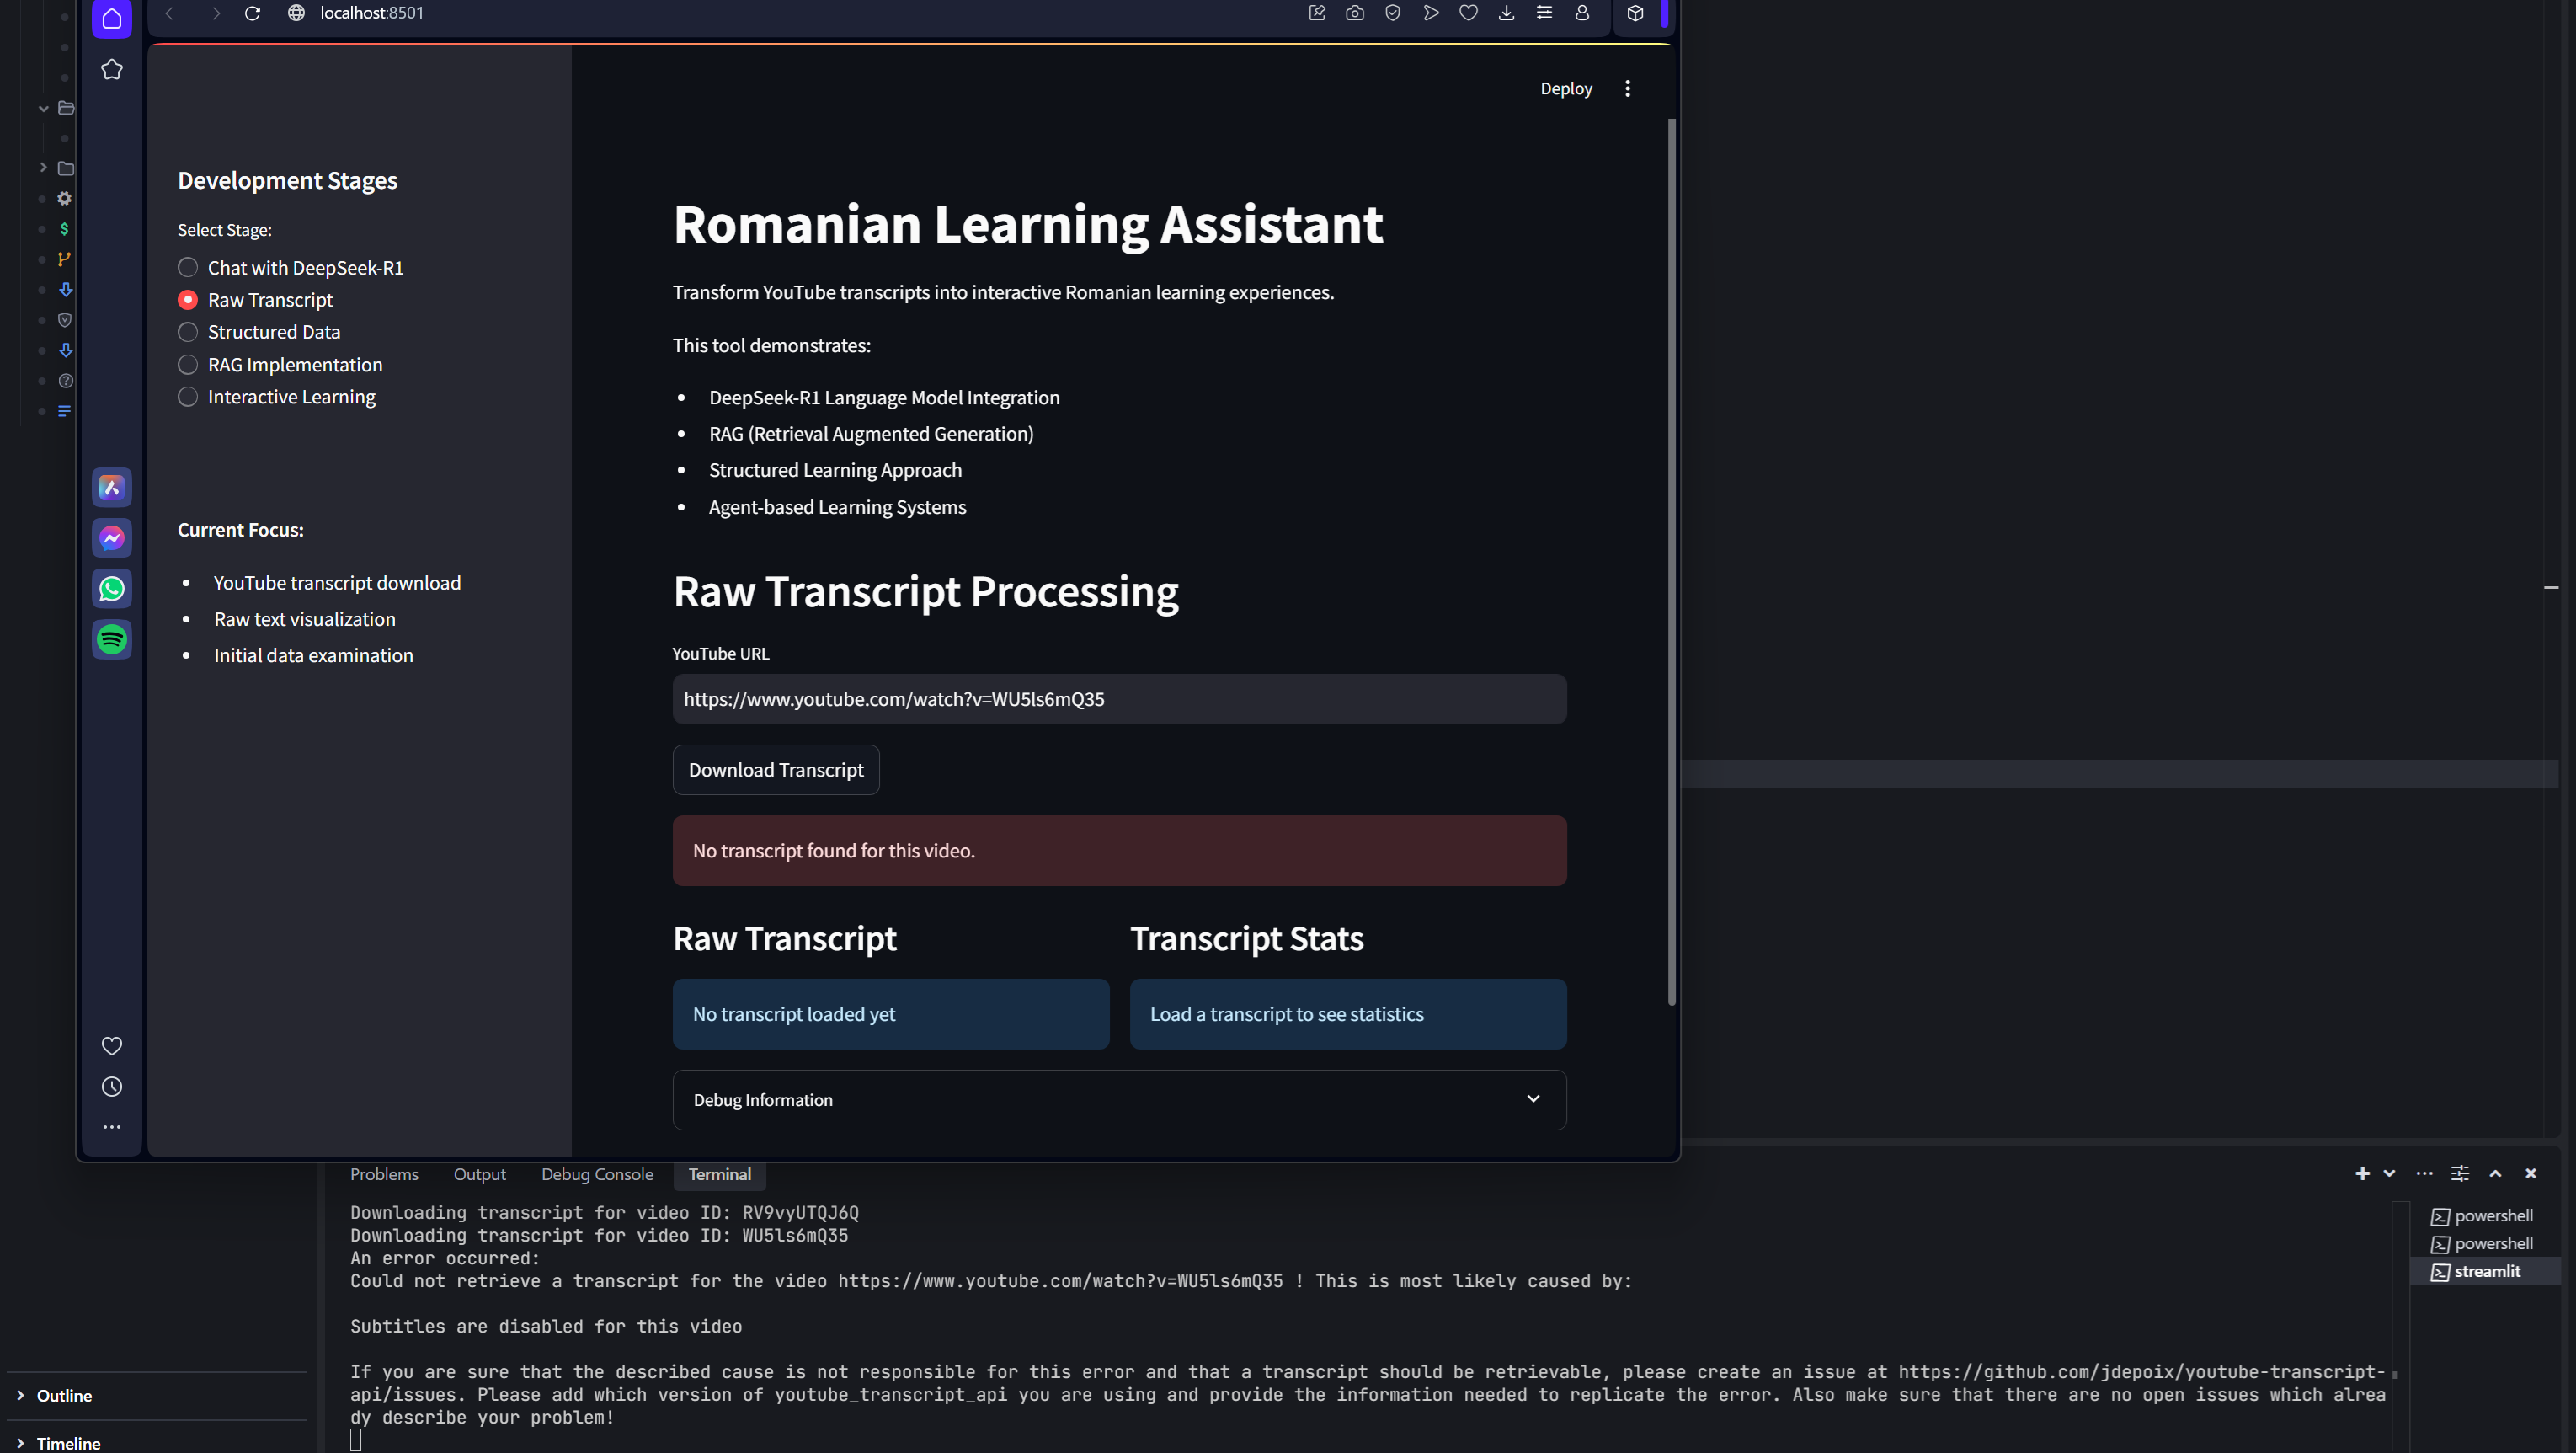 localhost:8501
Deploy
Development Stages
Select Stage:
Chat with DeepSeek-R1
Raw Transcript
Structured Data
RAG Implementation
Interactive Learning
Current Focus:
YouTube transcript download
Raw text visualization
Initial data examination
Romanian Learning Assistant
Transform YouTube transcripts into interactive Romanian learning experiences.
This tool demonstrates:
DeepSeek-R1 Language Model Integration
RAG (Retrieval Augmented Generation)
Structured Learning Approach
Agent-based Learning Systems
Raw Transcript Processing
YouTube URL
https://www.youtube.com/watch?v=WU5ls6mQ35
Download Transcript
No transcript found for this video.
Raw Transcript
Transcript Stats
No transcript loaded yet
Load a transcript to see statistics
Debug Information
Problems Output Debug Console Terminal
Downloading transcript for video ID: RV9vyUTQJ6Q
Downloading transcript for video ID: WU5ls6mQ35
An error occurred:
Could not retrieve a transcript for the video https://www.youtube.com/watch?v=WU5ls6mQ35 ! This is most likely caused by:
Subtitles are disabled for this video
If you are sure that the described cause is not responsible for this error and that a transcript should be retrievable, please create an issue at https://github.com/jdepoix/youtube-transcript-
api/issues. Please add which version of youtube_transcript_api you are using and provide the information needed to replicate the error. Also make sure that there are no open issues which alrea
dy describe your problem!
powershell
powershell
streamlit
Outline
Timeline